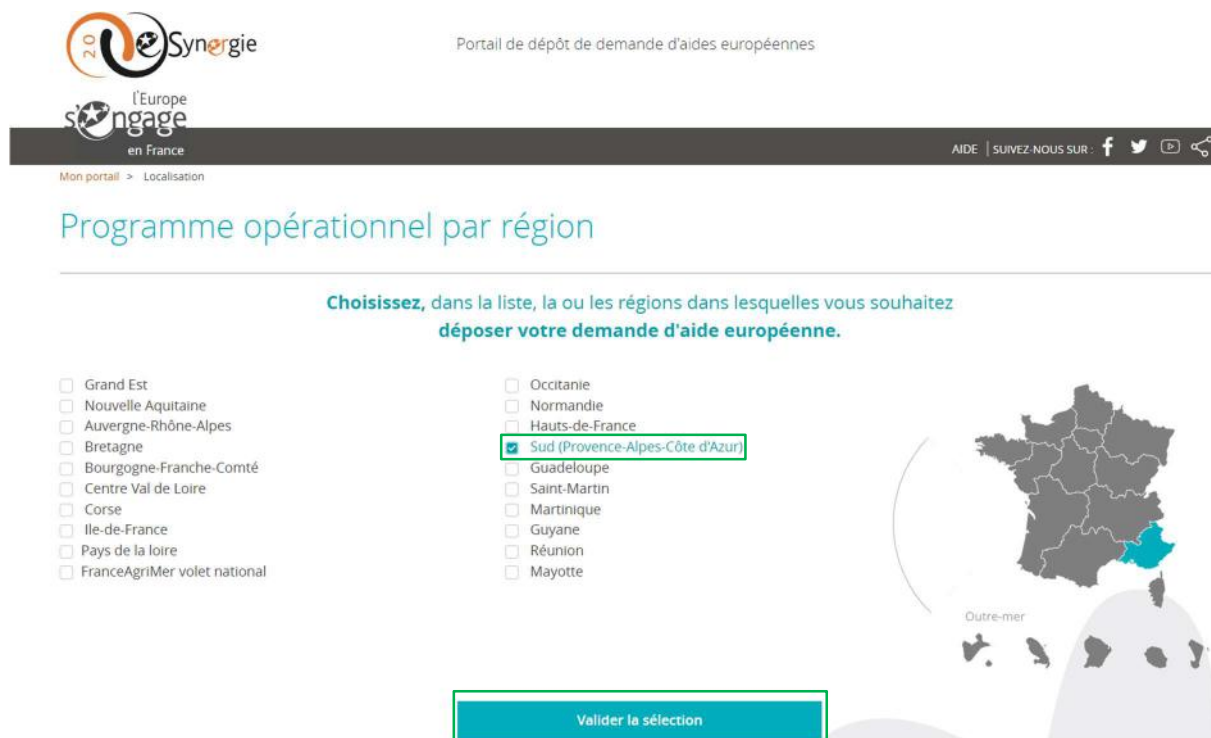 2.0
eSynergie
Portail de dépôt de demande d'aides européennes
l'Europe
s'engage
en France
AIDE | SUIVEZ-NOUS SUR :
Mon portail > Localisation
Programme opérationnel par région
Choisissez, dans la liste, la ou les régions dans lesquelles vous souhaitez
déposer votre demande d'aide européenne.
Grand Est
Nouvelle Aquitaine
Auvergne-Rhône-Alpes
Bretagne
Bourgogne-Franche-Comté
Centre Val de Loire
Corse
Ile-de-France
Pays de la loire
FranceAgriMer volet national
Occitanie
Normandie
Hauts-de-France
Sud (Provence-Alpes-Côte d'Azur)
Guadeloupe
Saint-Martin
Martinique
Guyane
Réunion
Mayotte
Outre-mer
Valider la sélection